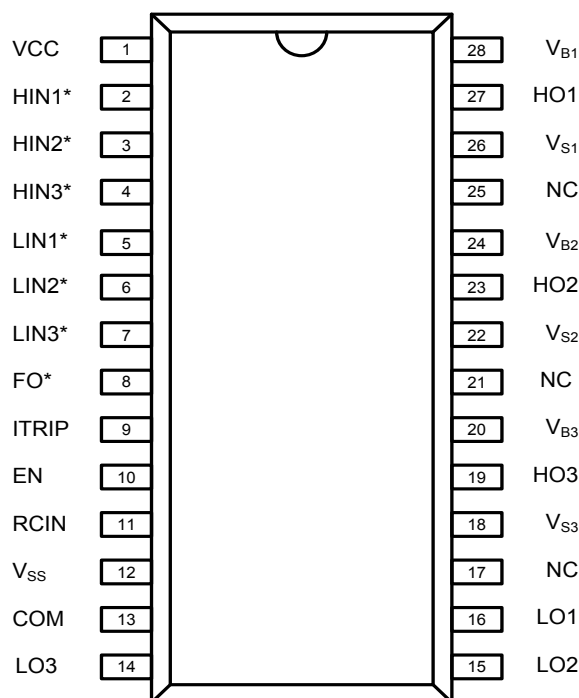 VCC 1 28 VB1
HIN1* 2 27 HO1
HIN2* 3 26 VS1
HIN3* 4 25 NC
LIN1* 5 24 VB2
LIN2* 6 23 HO2
LIN3* 7 22 VS2
FO* 8 21 NC
ITRIP 9 20 VB3
EN 10 19 HO3
RCIN 11 18 VS3
VSS 12 17 NC
COM 13 16 LO1
LO3 14 15 LO2